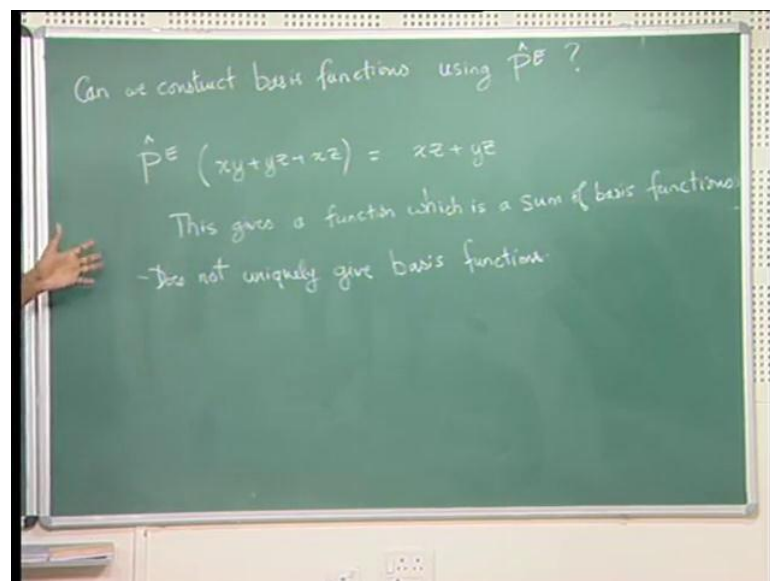 Can we construct basis functions using P̂ᴱ ?
P̂ᴱ (xy+yz+xz) = xz + yz
This gives a function which is a sum of basis functions.
- Does not uniquely give basis functions.